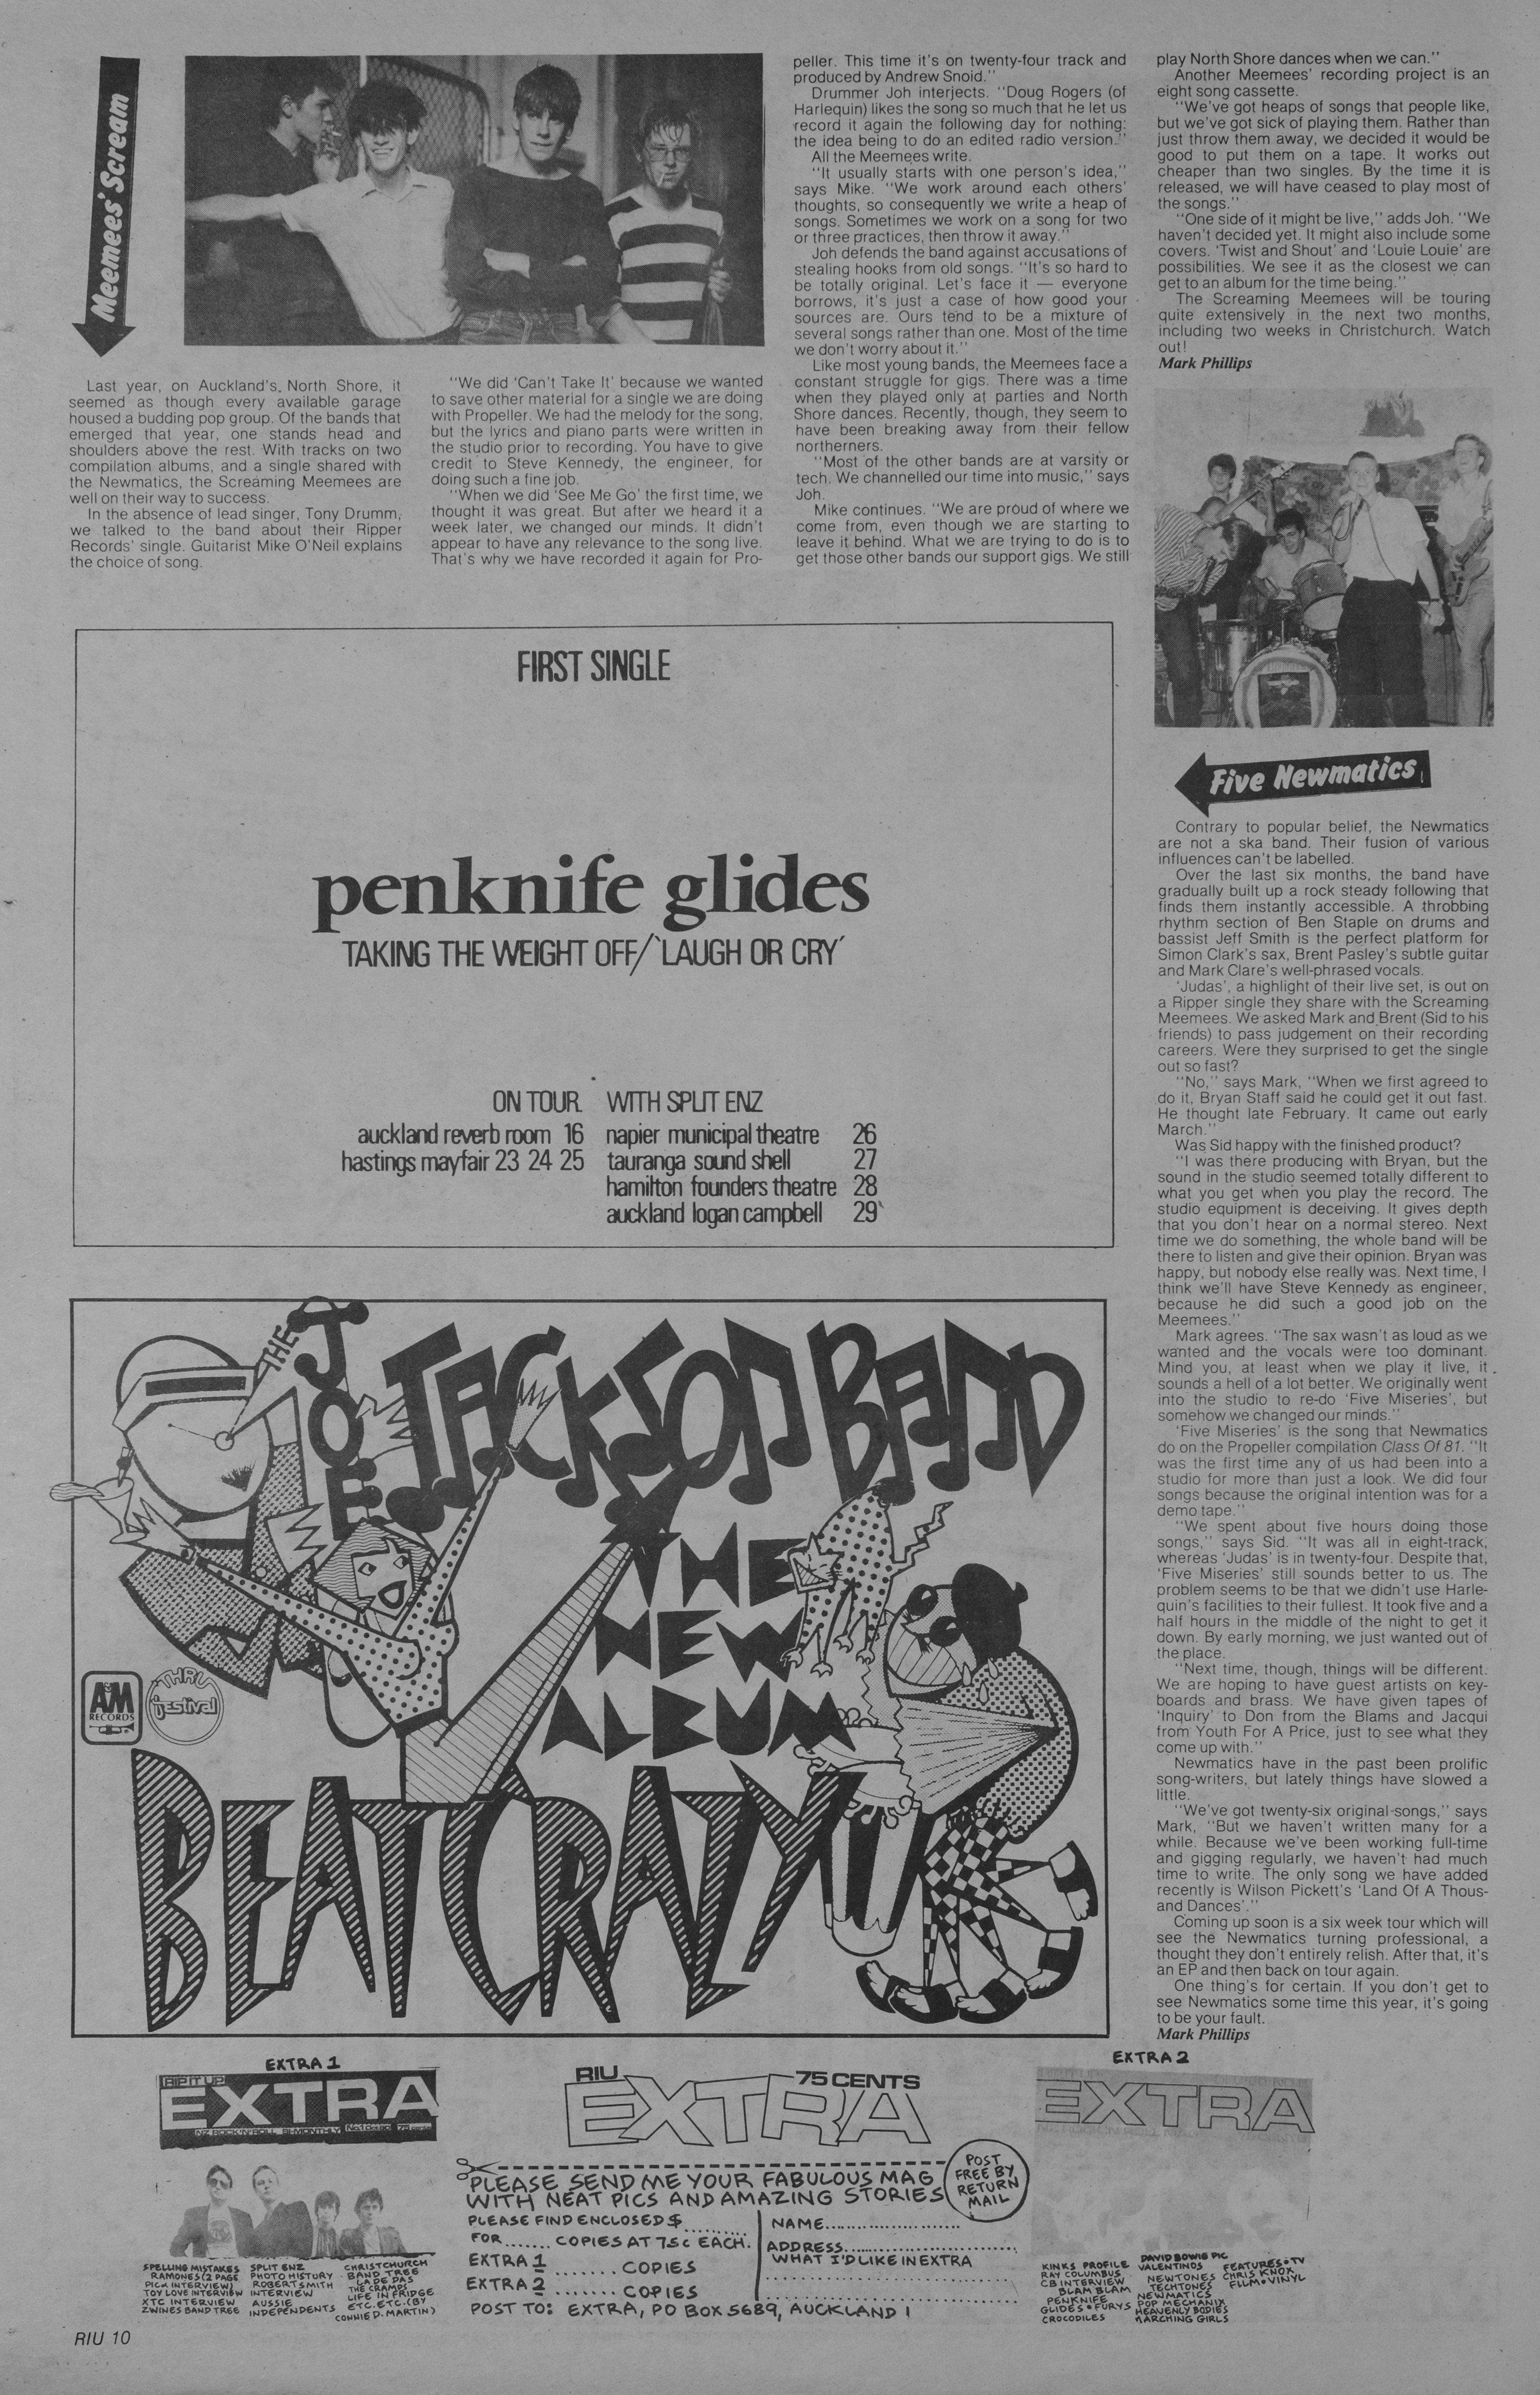 Meemees' Scream
Last year, on Auckland's, North Shore, it
seemed as though every available garage
housed a budding pop group. Of the bands that
emerged that year, one stands head and
shoulders above the rest. With tracks on two
compilation albums, and a single shared with
the Newmatics, the Screaming Meemees are
well on their way to success.
In the absence of lead singer, Tony Drumm,
we talked to the band about their Ripper
Records' single. Guitarist Mike O'Neil explains
the choice of song.
"We did 'Can't Take It' because we wanted
to save other material for a single we are doing
with Propeller. We had the melody for the song,
but the lyrics and piano parts were written in
the studio prior to recording. You have to give
credit to Steve Kennedy, the engineer, for
doing such a fine job.
"When we did 'See Me Go' the first time, we
thought it was great. But after we heard it a
week later, we changed our minds. It didn't
appear to have any relevance to the song live.
That's why we have recorded it again for Pro-
peller. This time it's on twenty-four track and
produced by Andrew Snoid."
Drummer Joh interjects. "Doug Rogers (of
Harlequin) likes the song so much that he let us
record it again the following day for nothing:
the idea being to do an edited radio version."
All the Meemees write.
"It usually starts with one person's idea,"
says Mike. "We work around each others'
thoughts, so consequently we write a heap of
songs. Sometimes we work on a song for two
or three practices, then throw it away."
Joh defends the band against accusations of
stealing hooks from old songs. "It's so hard to
be totally original. Let's face it — everyone
borrows, it's just a case of how good your
sources are. Ours tend to be a mixture of
several songs rather than one. Most of the time
we don't worry about it."
Like most young bands, the Meemees face a
constant struggle for gigs. There was a time
when they played only at parties and North
Shore dances. Recently, though, they seem to
have been breaking away from their fellow
northerners.
"Most of the other bands are at varsity or
tech. We channelled our time into music," says
Joh.
Mike continues. "We are proud of where we
come from, even though we are starting to
leave it behind. What we are trying to do is to
get those other bands our support gigs. We still
play North Shore dances when we can."
Another Meemees' recording project is an
eight song cassette.
"We've got heaps of songs that people like,
but we've got sick of playing them. Rather than
just throw them away, we decided it would be
good to put them on a tape. It works out
cheaper than two singles. By the time it is
released, we will have ceased to play most of
the songs."
"One side of it might be live," adds Joh. "We
haven't decided yet. It might also include some
covers. 'Twist and Shout' and 'Louie Louie' are
possibilities. We see it as the closest we can
get to an album for the time being."
The Screaming Meemees will be touring
quite extensively in the next two months,
including two weeks in Christchurch. Watch
out!
Mark Phillips
FIRST SINGLE
penknife glides
TAKING THE WEIGHT OFF/'LAUGH OR CRY'
ON TOUR WITH SPLIT ENZ
auckland reverb room 16 napier municipal theatre 26
hastings mayfair 23 24 25 tauranga sound shell 27
hamilton founders theatre 28
auckland logan campbell 29
Five Newmatics
Contrary to popular belief, the Newmatics
are not a ska band. Their fusion of various
influences can't be labelled.
Over the last six months, the band have
gradually built up a rock steady following that
finds them instantly accessible. A throbbing
rhythm section of Ben Staple on drums and
bassist Jeff Smith is the perfect platform for
Simon Clark's sax, Brent Pasley's subtle guitar
and Mark Clare's well-phrased vocals.
'Judas', a highlight of their live set, is out on
a Ripper single they share with the Screaming
Meemees. We asked Mark and Brent (Sid to his
friends) to pass judgement on their recording
careers. Were they surprised to get the single
out so fast?
"No," says Mark, "When we first agreed to
do it, Bryan Staff said he could get it out fast.
He thought late February. It came out early
March."
Was Sid happy with the finished product?
"I was there producing with Bryan, but the
sound in the studio seemed totally different to
what you get when you play the record. The
studio equipment is deceiving. It gives depth
that you don't hear on a normal stereo. Next
time we do something, the whole band will be
there to listen and give their opinion. Bryan was
happy, but nobody else really was. Next time, I
think we'll have Steve Kennedy as engineer,
because he did such a good job on the
Meemees."
Mark agrees. "The sax wasn't as loud as we
wanted and the vocals were too dominant.
Mind you, at least when we play it live, it
sounds a hell of a lot better. We originally went
into the studio to re-do 'Five Miseries', but
somehow we changed our minds."
'Five Miseries' is the song that Newmatics
do on the Propeller compilation Class Of 81. "It
was the first time any of us had been into a
studio for more than just a look. We did four
songs because the original intention was for a
demo tape."
"We spent about five hours doing those
songs," says Sid. "It was all in eight-track,
whereas 'Judas' is in twenty-four. Despite that,
'Five Miseries' still sounds better to us. The
problem seems to be that we didn't use Harle-
quin's facilities to their fullest. It took five and a
half hours in the middle of the night to get it
down. By early morning, we just wanted out of
the place.
"Next time, though, things will be different.
We are hoping to have guest artists on key-
boards and brass. We have given tapes of
'Inquiry' to Don from the Blams and Jacqui
from Youth For A Price, just to see what they
come up with."
Newmatics have in the past been prolific
song-writers, but lately things have slowed a
little.
"We've got twenty-six original songs," says
Mark, "But we haven't written many for a
while. Because we've been working full-time
and gigging regularly, we haven't had much
time to write. The only song we have added
recently is Wilson Pickett's 'Land Of A Thous-
and Dances'."
Coming up soon is a six week tour which will
see the Newmatics turning professional, a
thought they don't entirely relish. After that, it's
an EP and then back on tour again.
One thing's for certain. If you don't get to
see Newmatics some time this year, it's going
to be your fault.
Mark Phillips
THE JOE JACKSON BAND
THE
NEW
ALBUM
A&M
RECORDS
THRU
festival
BEAT CRAZY
EXTRA 1
RIP IT UP
EXTRA
NZ ROCK'N'ROLL BI-MONTHLY
SPELLING MISTAKES
RAMONES (2 PAGE
PIC & INTERVIEW)
TOY LOVE INTERVIEW
XTC INTERVIEW
ZWINES BAND TREE
SPLIT ENZ
PHOTO HISTORY
ROBERT SMITH
INTERVIEW
AUSSIE
INDEPENDENTS
CHRISTCHURCH
BAND TREE
LA DE DAS
THE CRAMPS
LIFE IN FRIDGE
ETC. ETC. (BY
CONNIE D. MARTIN)
RIU 75 CENTS
EXTRA
PLEASE SEND ME YOUR FABULOUS MAG
WITH NEAT PICS AND AMAZING STORIES
POST
FREE BY
RETURN
MAIL
PLEASE FIND ENCLOSED $..........
FOR....... COPIES AT 75c EACH.
EXTRA 1 ....... COPIES
EXTRA 2 ....... COPIES
NAME......................
ADDRESS............................
WHAT I'D LIKE IN EXTRA
POST TO: EXTRA, PO BOX 5689, AUCKLAND 1
EXTRA 2
EXTRA
KINKS PROFILE
RAY COLUMBUS
CB INTERVIEW
BLAM BLAM
PENKNIFE
GLIDES • FURYS
CROCODILES
DAVID BOWIE PIC
VALENTINOS
NEWTONES
TECHTONES
NEWMATICS
POP MECHANIX
HEAVENLY BODIES
MARCHING GIRLS
FEATURES • TV
CHRIS KNOX
FILM • VINYL
RIU 10